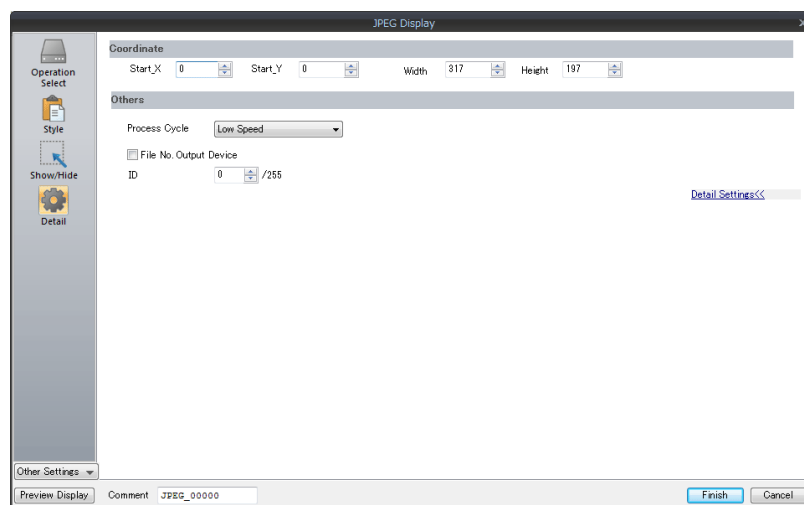 JPEG Display
Operation
Select
Style
Show/Hide
Detail
Coordinate
Start_X 0 Start_Y 0 Width 317 Height 197
Others
Process Cycle Low Speed
File No. Output Device
ID 0 /255
Detail Settings<<
Other Settings
Preview Display Comment JPEG_00000 Finish Cancel